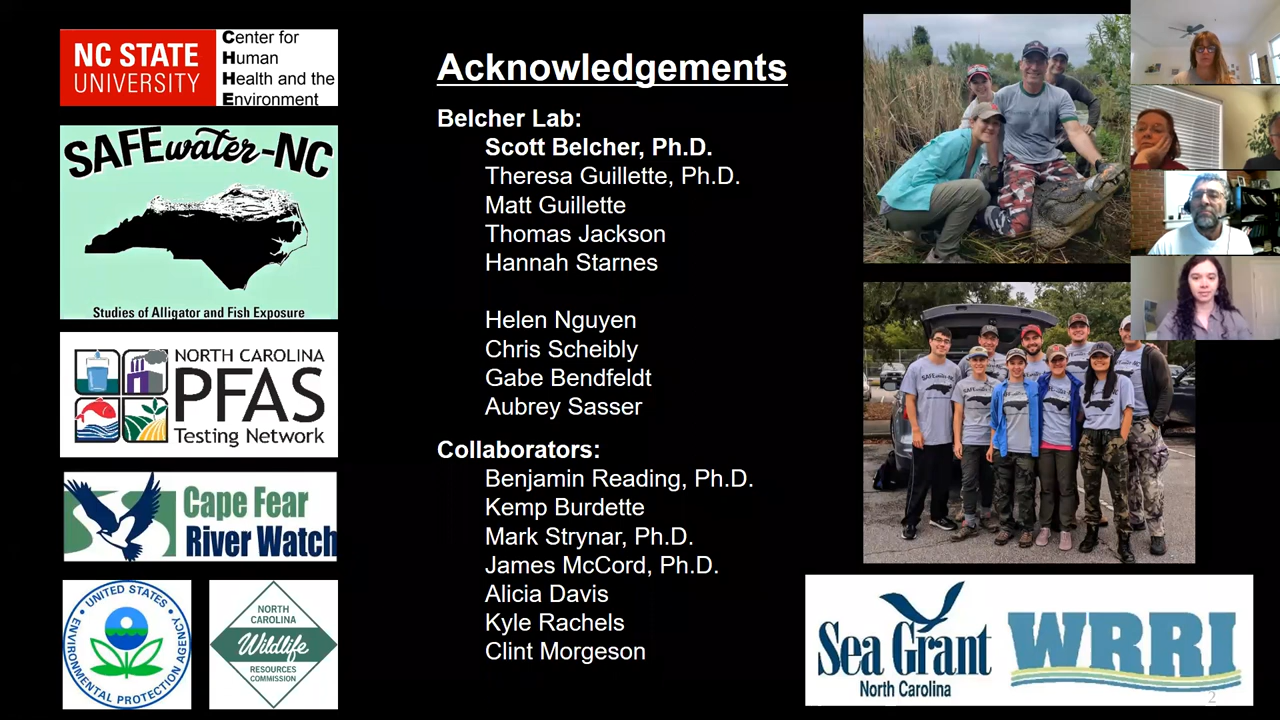 NC STATE
UNIVERSITY
Center for
Human
Health and the
Environment
SAFEwater-NC
Studies of Alligator and Fish Exposure
NORTH CAROLINA
PFAS
Testing Network
Cape Fear
River Watch
UNITED STATES
ENVIRONMENTAL PROTECTION AGENCY
NORTH
CAROLINA
Wildlife
RESOURCES
COMMISSION
Acknowledgements
Belcher Lab:
Scott Belcher, Ph.D.
Theresa Guillette, Ph.D.
Matt Guillette
Thomas Jackson
Hannah Starnes
Helen Nguyen
Chris Scheibly
Gabe Bendfeldt
Aubrey Sasser
Collaborators:
Benjamin Reading, Ph.D.
Kemp Burdette
Mark Strynar, Ph.D.
James McCord, Ph.D.
Alicia Davis
Kyle Rachels
Clint Morgeson
Sea Grant
North Carolina
WRRI
2